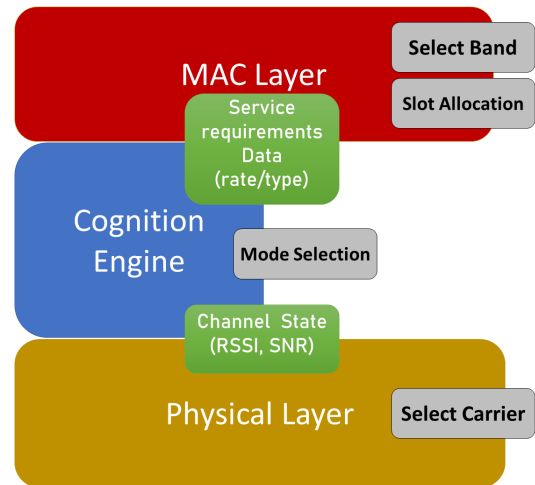 Select Band
MAC Layer
Slot Allocation
Service
requirements
Data
(rate/type)
Cognition
Engine
Mode Selection
Channel State
(RSSI, SNR)
Physical Layer
Select Carrier